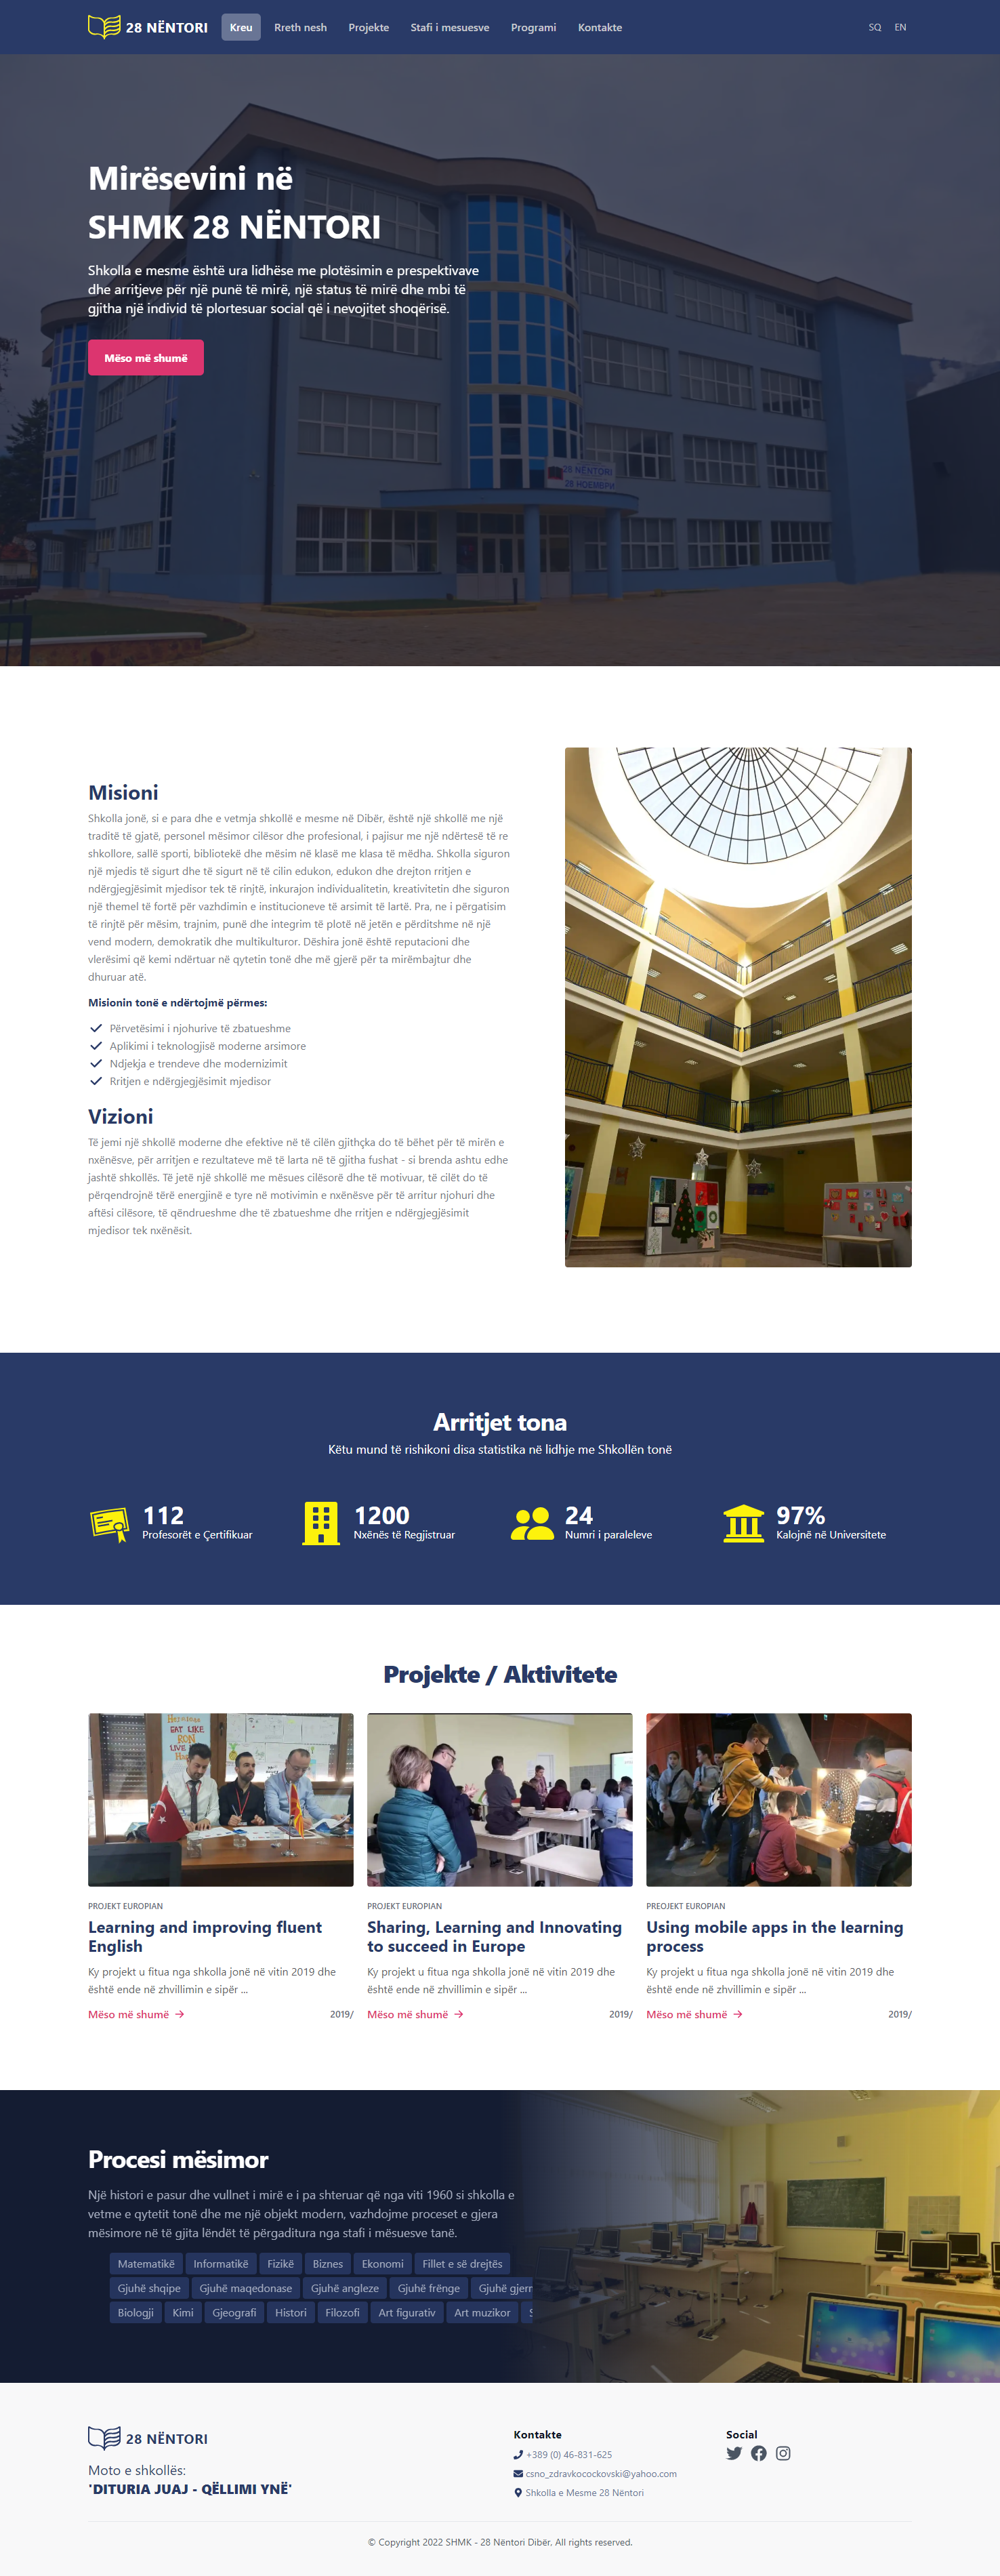 28 NËNTORI
Kreu
Rreth nesh
Projekte
Stafi i mesuesve
Programi
Kontakte
SQ
EN
Mirësevini në
SHMK 28 NËNTORI
Shkolla e mesme është ura lidhëse me plotësimin e prespektivave
dhe arritjeve për një punë të mirë, një status të mirë dhe mbi të
gjitha një individ të plortesuar social që i nevojitet shoqërisë.
Mëso më shumë
28 NËNTORI
28 НОЕМВРИ
Misioni
Shkolla jonë, si e para dhe e vetmja shkollë e mesme në Dibër, është një shkollë me një
traditë të gjatë, personel mësimor cilësor dhe profesional, i pajisur me një ndërtesë të re
shkollore, sallë sporti, bibliotekë dhe mësim në klasë me klasa të mëdha. Shkolla siguron
një mjedis të sigurt dhe të sigurt në të cilin edukon, edukon dhe drejton rritjen e
ndërgjegjësimit mjedisor tek të rinjtë, inkurajon individualitetin, kreativitetin dhe siguron
një themel të fortë për vazhdimin e institucioneve të arsimit të lartë. Pra, ne i përgatisim
të rinjtë për mësim, trajnim, punë dhe integrim të plotë në jetën e përditshme në një
vend modern, demokratik dhe multikulturor. Dëshira jonë është reputacioni dhe
vlerësimi që kemi ndërtuar në qytetin tonë dhe më gjerë për ta mirëmbajtur dhe
dhuruar atë.
Misionin tonë e ndërtojmë përmes:
Përvetësimi i njohurive të zbatueshme
Aplikimi i teknologjisë moderne arsimore
Ndjekja e trendeve dhe modernizimit
Rritjen e ndërgjegjësimit mjedisor
Vizioni
Të jemi një shkollë moderne dhe efektive në të cilën gjithçka do të bëhet për të mirën e
nxënësve, për arritjen e rezultateve më të larta në të gjitha fushat - si brenda ashtu edhe
jashtë shkollës. Të jetë një shkollë me mësues cilësorë dhe të motivuar, të cilët do të
përqendrojnë tërë energjinë e tyre në motivimin e nxënësve për të arritur njohuri dhe
aftësi cilësore, të qëndrueshme dhe të zbatueshme dhe rritjen e ndërgjegjësimit
mjedisor tek nxënësit.
Arritjet tona
Këtu mund të rishikoni disa statistika në lidhje me Shkollën tonë
112
Profesorët e Çertifikuar
1200
Nxënës të Regjistruar
24
Numri i paraleleve
97%
Kalojnë në Universitete
Projekte / Aktivitete
EAT LIKE
RON
LIVE
PROJEKT EUROPIAN
Learning and improving fluent
English
Ky projekt u fitua nga shkolla jonë në vitin 2019 dhe
është ende në zhvillimin e sipër ...
Mëso më shumë
2019/
PROJEKT EUROPIAN
Sharing, Learning and Innovating
to succeed in Europe
Ky projekt u fitua nga shkolla jonë në vitin 2019 dhe
është ende në zhvillimin e sipër ...
Mëso më shumë
2019/
PREOJEKT EUROPIAN
Using mobile apps in the learning
process
Ky projekt u fitua nga shkolla jonë në vitin 2019 dhe
është ende në zhvillimin e sipër ...
Mëso më shumë
2019/
Procesi mësimor
Një histori e pasur dhe vullnet i mirë e i pa shteruar që nga viti 1960 si shkolla e
vetme e qytetit tonë dhe me një objekt modern, vazhdojme proceset e gjera
mësimore në të gjita lëndët të përgaditura nga stafi i mësuesve tanë.
Matematikë
Informatikë
Fizikë
Biznes
Ekonomi
Fillet e së drejtës
Gjuhë shqipe
Gjuhë maqedonase
Gjuhë angleze
Gjuhë frënge
Gjuhë gjerm
Biologji
Kimi
Gjeografi
Histori
Filozofi
Art figurativ
Art muzikor
S
28 NËNTORI
Moto e shkollës:
'DITURIA JUAJ - QËLLIMI YNË'
Kontakte
+389 (0) 46-831-625
csno_zdravkocockovski@yahoo.com
Shkolla e Mesme 28 Nëntori
Social
© Copyright 2022 SHMK - 28 Nëntori Dibër, All rights reserved.